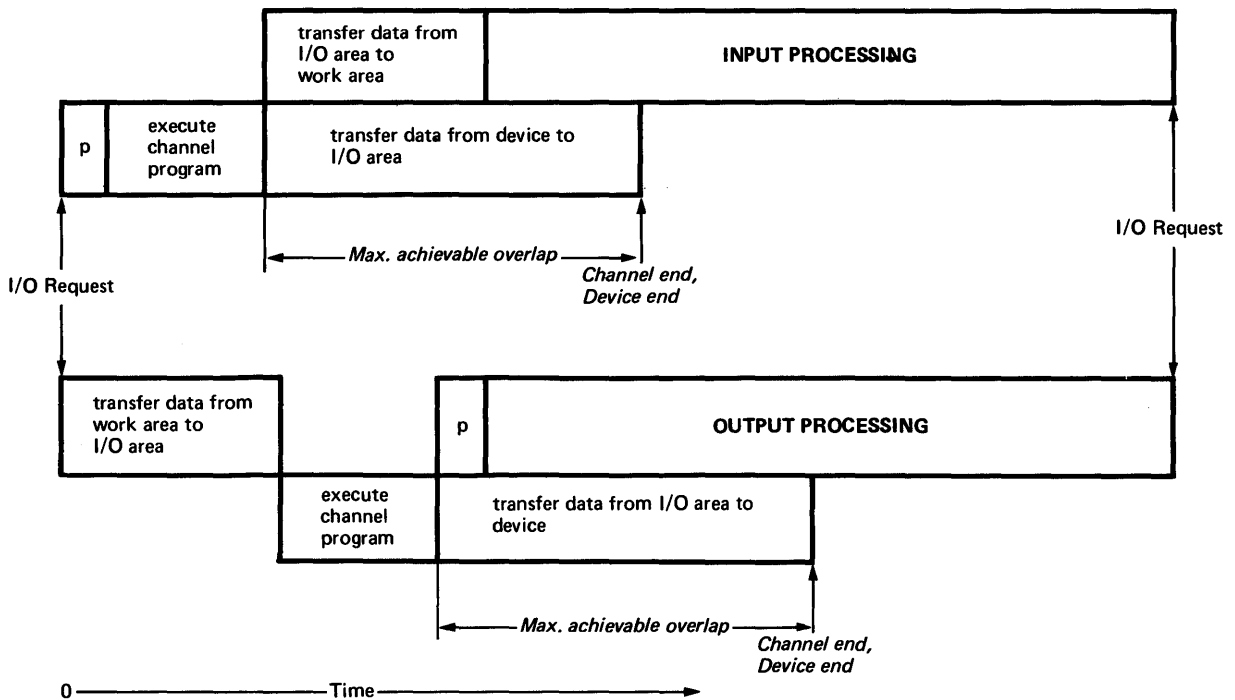 transfer data from
I/O area to
work area
INPUT PROCESSING
p
execute
channel
program
transfer data from device to
I/O area
I/O Request
Max. achievable overlap
Channel end,
Device end
I/O Request
transfer data from
work area to
I/O area
p
OUTPUT PROCESSING
execute
channel
program
transfer data from I/O area to
device
Max. achievable overlap
Channel end,
Device end
0
Time